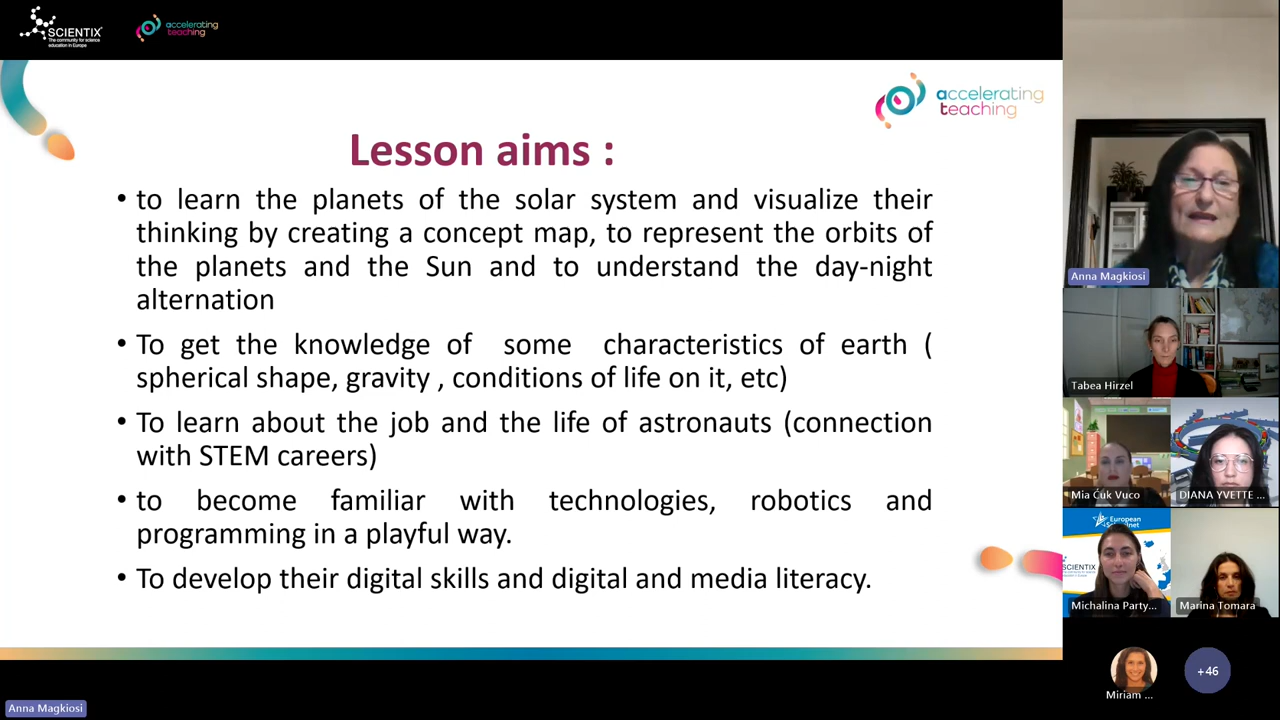 SCIENTIX
The community for science
education in Europe
accelerating
teaching
accelerating
teaching
Lesson aims :
• to learn the planets of the solar system and visualize their
thinking by creating a concept map, to represent the orbits of
the planets and the Sun and to understand the day-night
alternation
• To get the knowledge of some characteristics of earth (
spherical shape, gravity , conditions of life on it, etc)
• To learn about the job and the life of astronauts (connection
with STEM careers)
• to become familiar with technologies, robotics and
programming in a playful way.
• To develop their digital skills and digital and media literacy.
Anna Magkiosi
Tabea Hirzel
Mia Ćuk Vuco
DIANA YVETTE ...
European
SCIENTIX
Michalina Party...
Marina Tomara
Miriam ...
+46
Anna Magkiosi